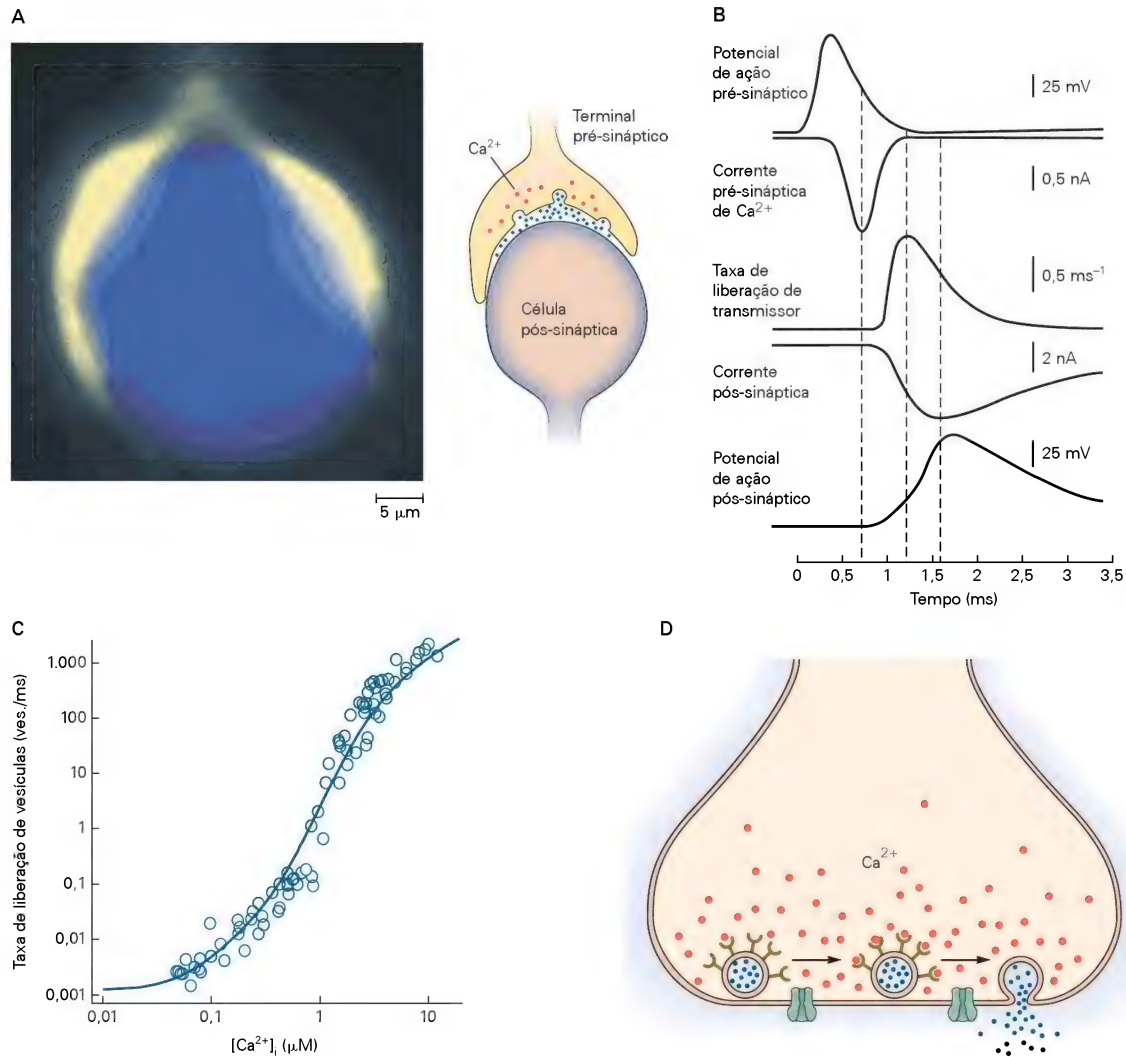 A
5 μm
Ca²⁺
Terminal
pré-sináptico
Célula
pós-sináptica
B
Potencial
de ação
pré-sináptico
25 mV
Corrente
pré-sináptica
de Ca²⁺
0,5 nA
Taxa de
liberação de
transmissor
0,5 ms⁻¹
Corrente
pós-sináptica
2 nA
Potencial
de ação
pós-sináptico
25 mV
0 0,5 1 1,5 2 2,5 3 3,5
Tempo (ms)
C
Taxa de liberação de vesículas (ves./ms)
1.000
100
10
1
0,1
0,01
0,001
0,01 0,1 1 10
[Ca²⁺]ᵢ (μM)
D
Ca²⁺